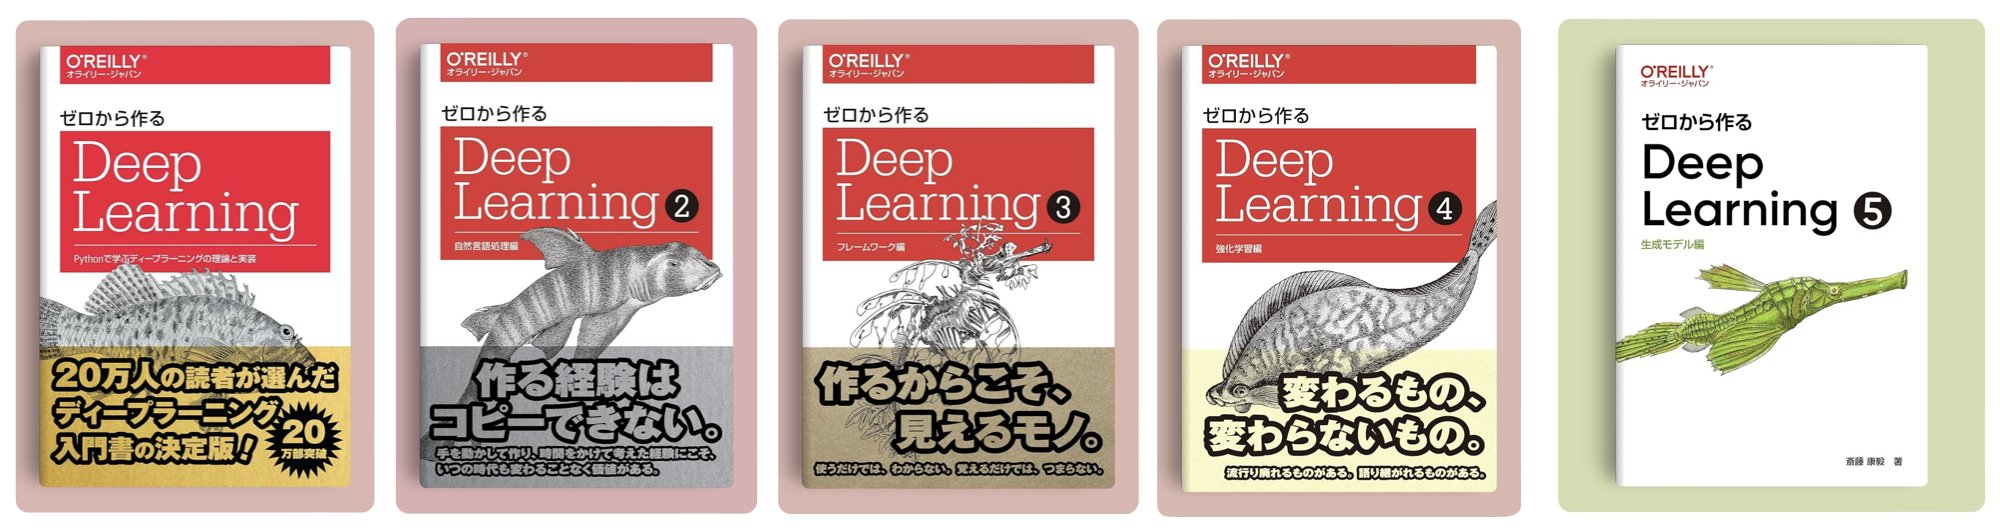 O'REILLY®
オライリー・ジャパン
ゼロから作る
Deep
Learning
Pythonで学ぶディープラーニングの理論と実装
20万人の読者が選んだ
ディープラーニング
入門書の決定版!
20
万部突破
O'REILLY®
オライリー・ジャパン
ゼロから作る
Deep
Learning 2
自然言語処理編
作る経験は
コピーできない。
手を動かして作り、時間をかけて考えた経験にこそ、
いつの時代も変わることなく価値がある。
O'REILLY®
オライリー・ジャパン
ゼロから作る
Deep
Learning 3
フレームワーク編
作るからこそ、
見えるモノ。
使うだけでは、わからない。覚えるだけでは、つまらない。
O'REILLY®
オライリー・ジャパン
ゼロから作る
Deep
Learning 4
強化学習編
変わるもの、
変わらないもの。
流行り廃れるものがある。語り継がれるものがある。
O'REILLY®
オライリー・ジャパン
ゼロから作る
Deep
Learning 5
生成モデル編
斎藤 康毅 著